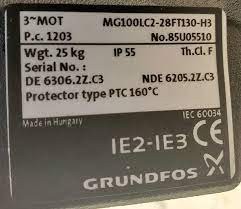 3~MOT MG100LC2-28FT130-H3
P.c. 1203 No.85U05510
Wgt. 25 kg IP 55 Th.Cl. F
Serial No.:
DE 6306.2Z.C3 NDE 6205.2Z.C3
Protector type PTC 160°C
IEC 60034
Made in Hungary
IE2-IE3 CE
GRUNDFOS